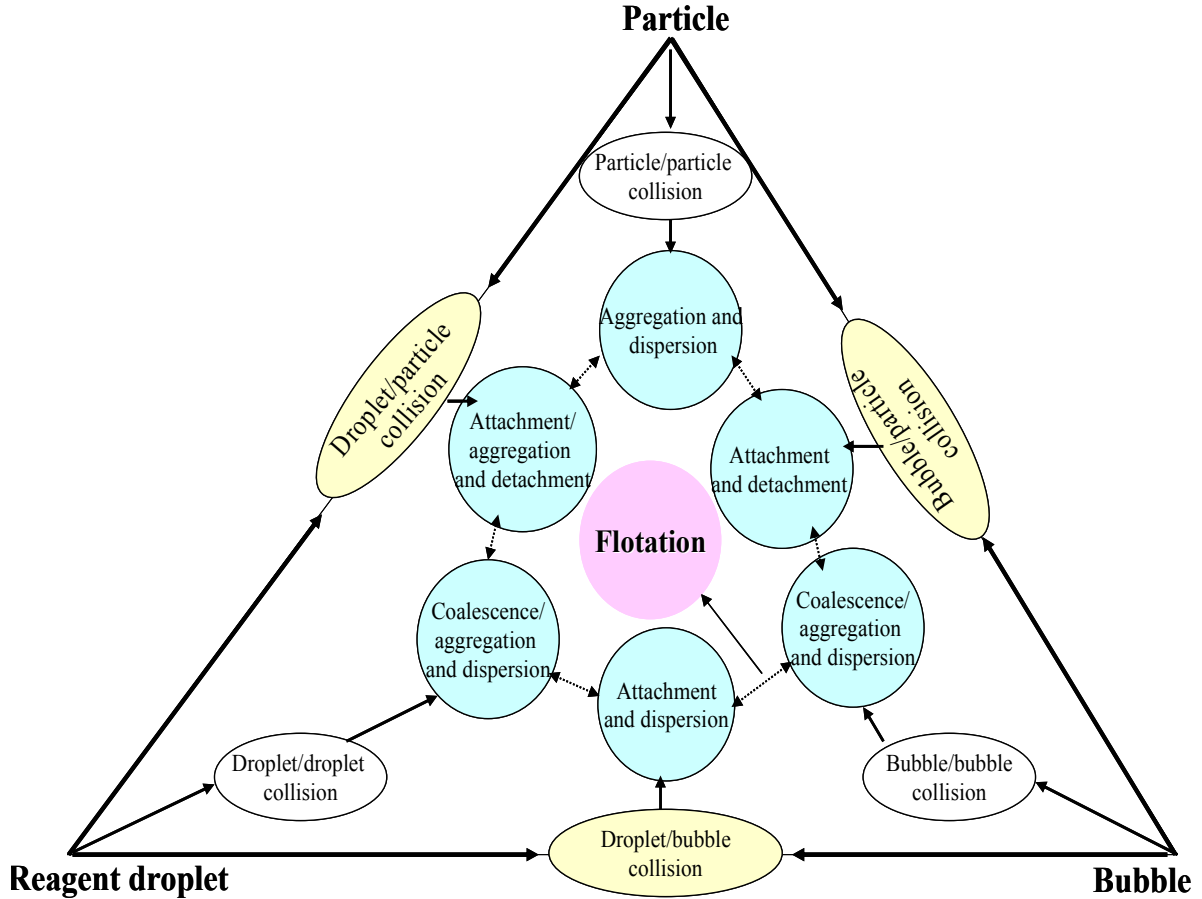 Particle
Particle/particle
collision
Aggregation and
dispersion
Droplet/particle
collision
Bubble/particle
collision
Attachment/
aggregation
and detachment
Attachment
and detachment
Flotation
Coalescence/
aggregation
and dispersion
Coalescence/
aggregation
and dispersion
Attachment
and dispersion
Droplet/droplet
collision
Bubble/bubble
collision
Droplet/bubble
collision
Reagent droplet
Bubble